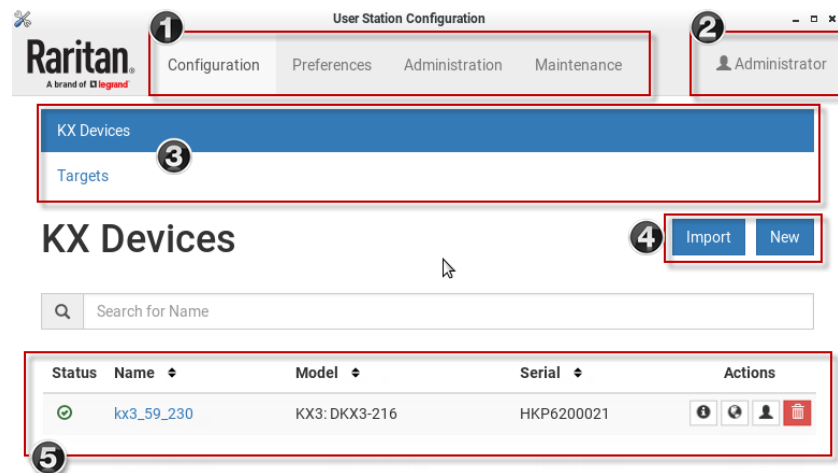 User Station Configuration
1
2
Raritan.
A brand of legrand
Configuration Preferences Administration Maintenance
Administrator
KX Devices
3
Targets
KX Devices
4
Import New
Search for Name
Status Name Model Serial Actions
kx3_59_230 KX3: DKX3-216 HKP6200021
5